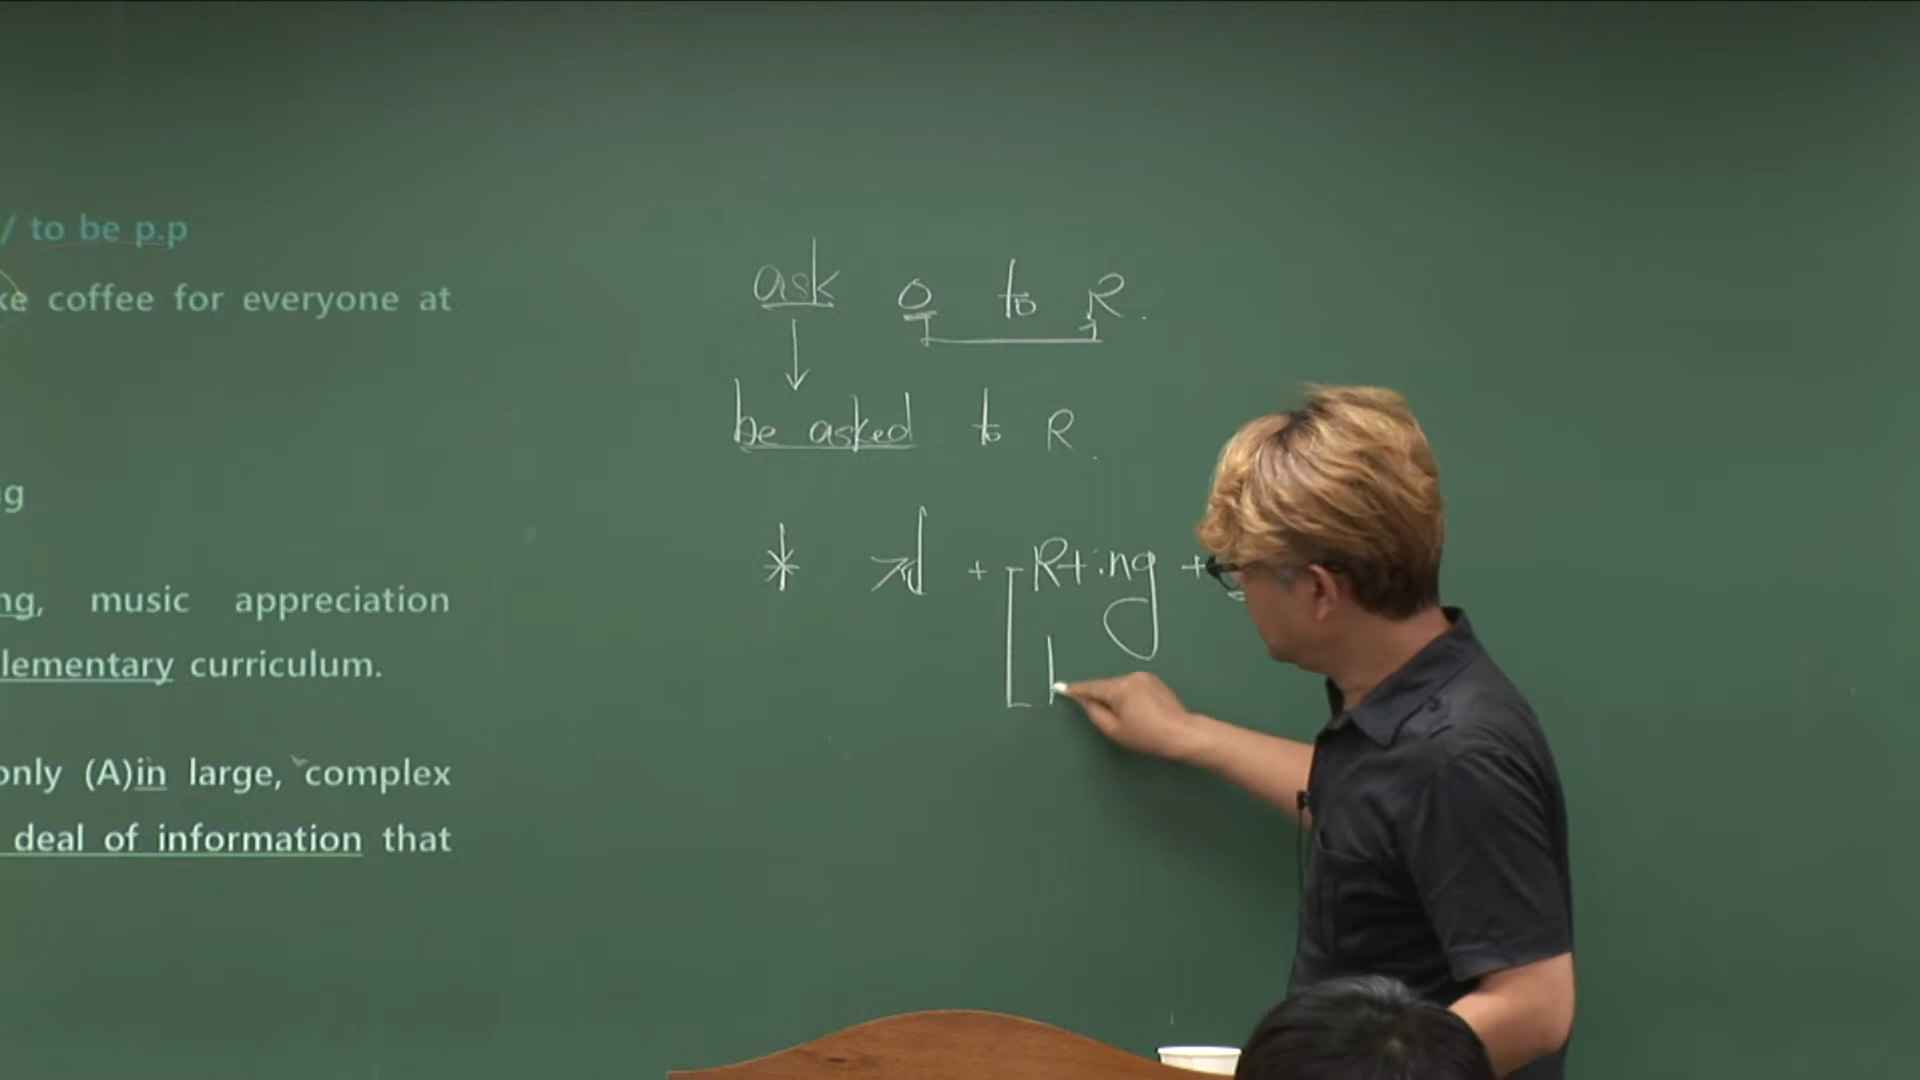 / to be p.p
ke coffee for everyone at
g
ng, music appreciation
lementary curriculum.
only (A)in large, complex
deal of information that
ask O to R.
be asked to R.
* 전 + R+ing +